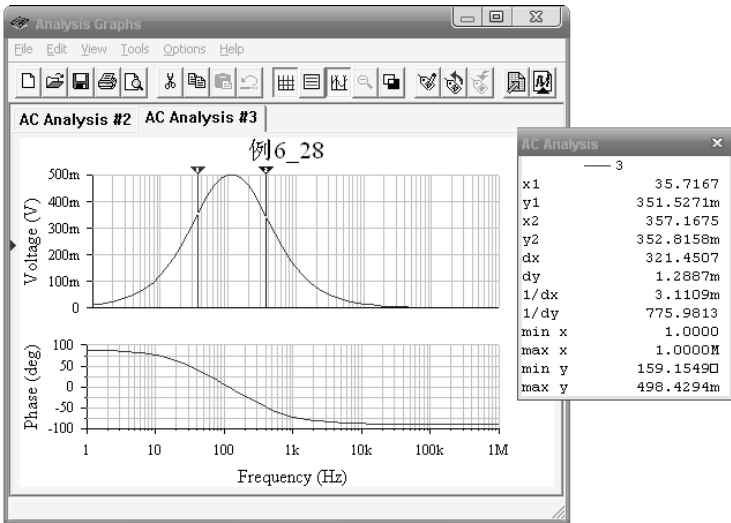 Analysis Graphs
File Edit View Tools Options Help
AC Analysis #2 AC Analysis #3
例6_28
500m
400m
300m
200m
100m
0
Voltage (V)
100
50
0
-50
-100
Phase (deg)
1 10 100 1k 10k 100k 1M
Frequency (Hz)
AC Analysis
3
x1 35.7167
y1 351.5271m
x2 357.1675
y2 352.8158m
dx 321.4507
dy 1.2887m
1/dx 3.1109m
1/dy 775.9813
min x 1.0000
max x 1.0000M
min y 159.1549□
max y 498.4294m